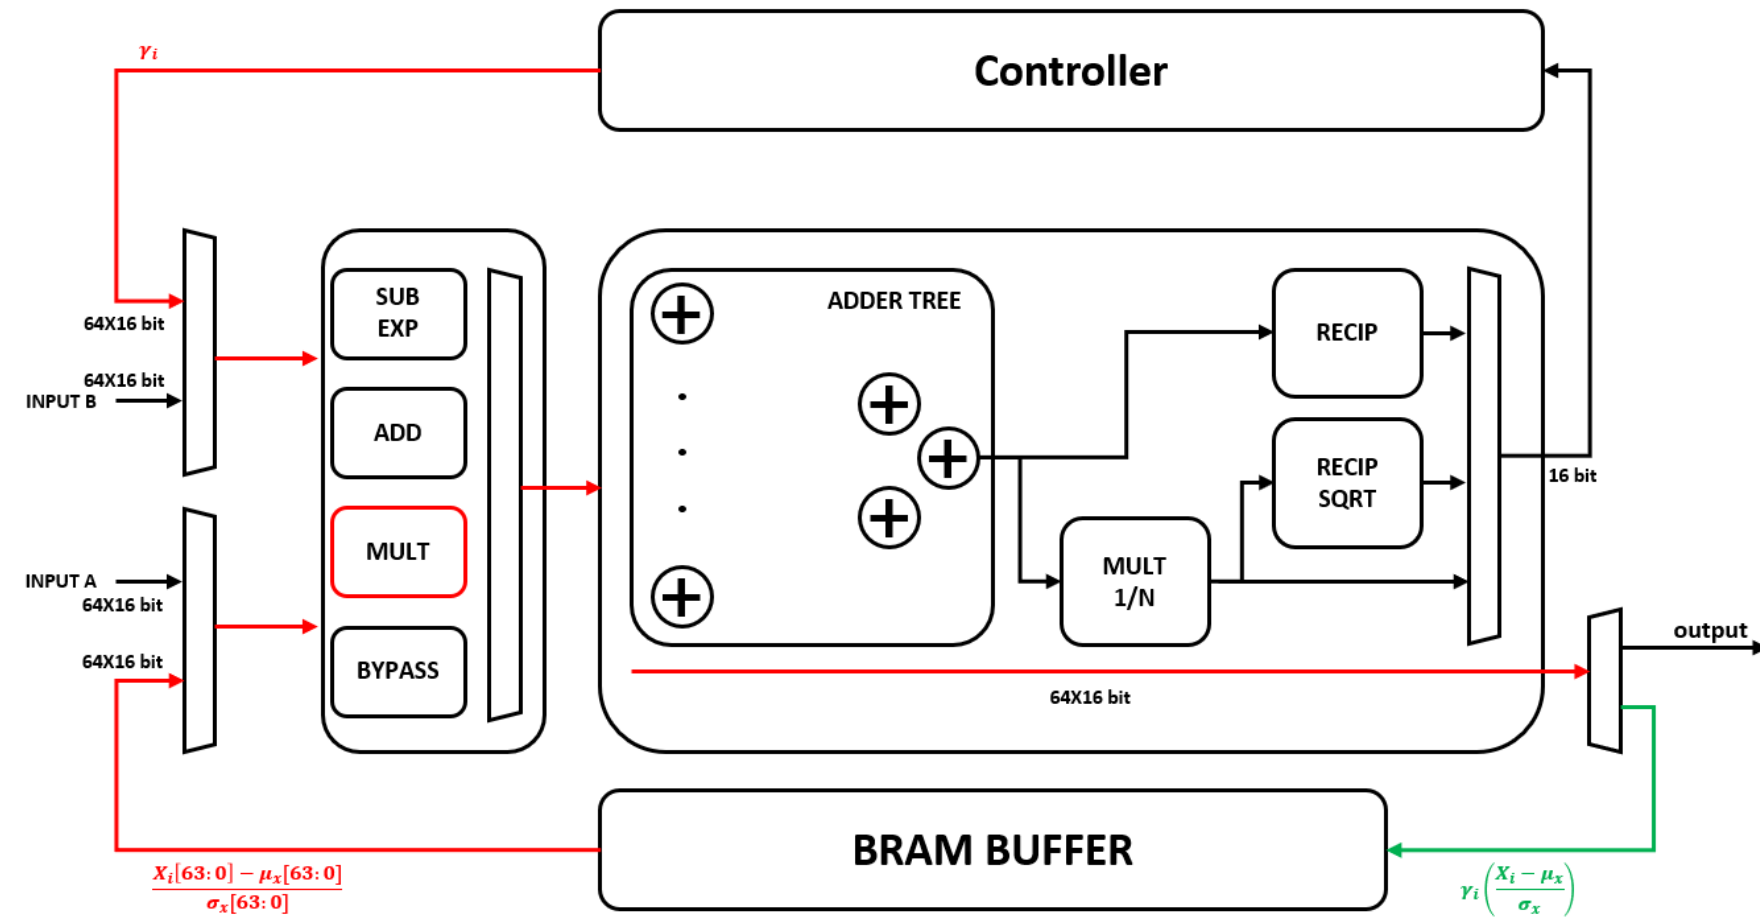 γᵢ
Controller
64X16 bit
64X16 bit
INPUT B
INPUT A
64X16 bit
64X16 bit
SUB
EXP
ADD
MULT
BYPASS
ADDER TREE
+
+
+
+
+
MULT
1/N
RECIP
RECIP
SQRT
16 bit
64X16 bit
output
BRAM BUFFER
Xᵢ[63:0] − μₓ[63:0]
σₓ[63:0]
γᵢ(Xᵢ − μₓ
σₓ)